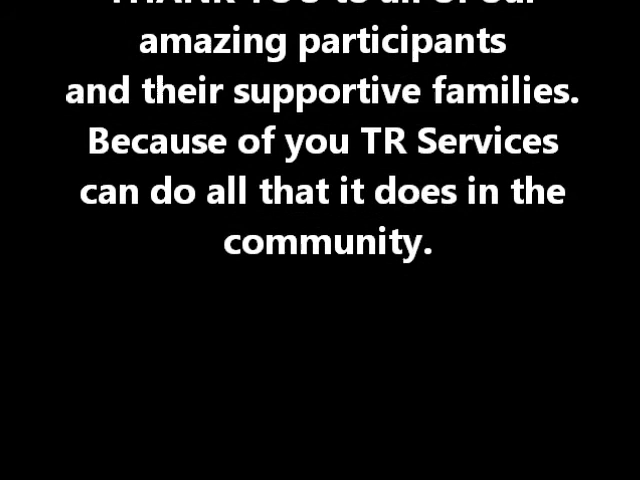 THANK YOU to all of our
amazing participants
and their supportive families.
Because of you TR Services
can do all that it does in the
community.